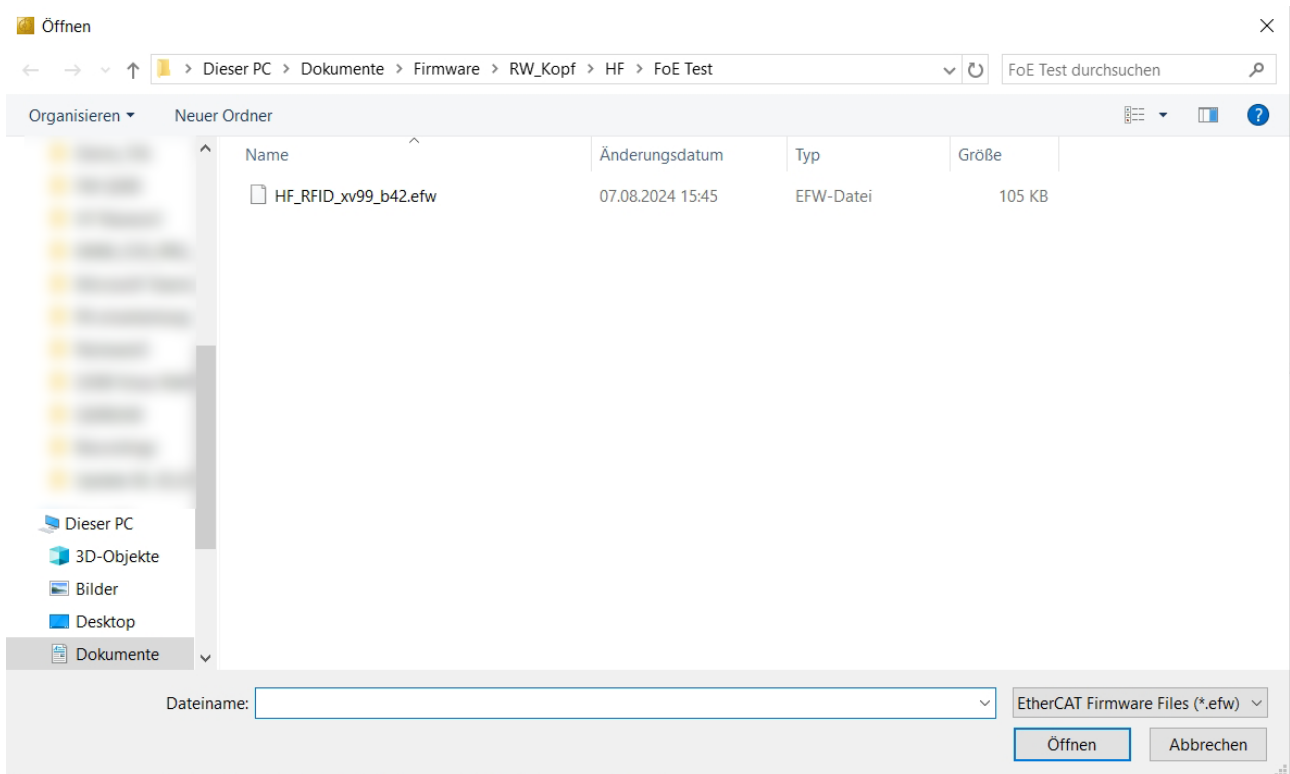 Öffnen
Dieser PC > Dokumente > Firmware > RW_Kopf > HF > FoE Test
FoE Test durchsuchen
Organisieren Neuer Ordner
Name Änderungsdatum Typ Größe
HF_RFID_xv99_b42.efw 07.08.2024 15:45 EFW-Datei 105 KB
Dieser PC
3D-Objekte
Bilder
Desktop
Dokumente
Dateiname: EtherCAT Firmware Files (*.efw)
Öffnen Abbrechen